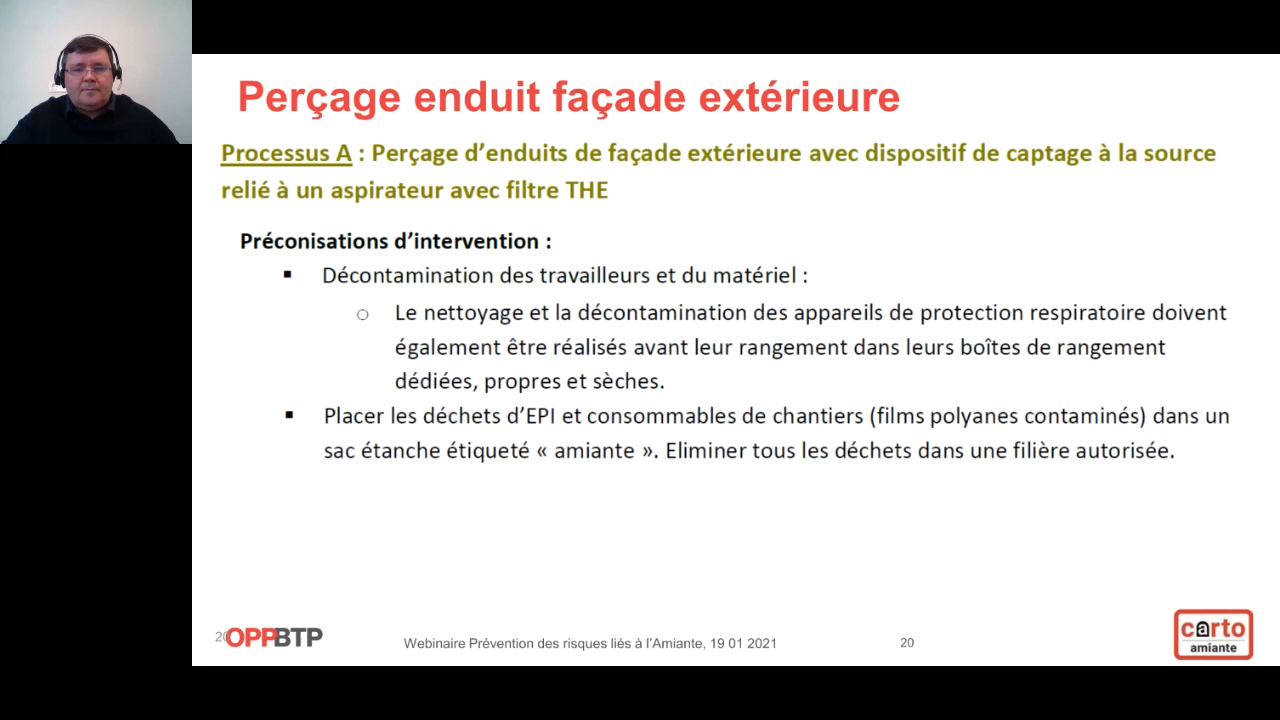 Perçage enduit façade extérieure
Processus A : Perçage d’enduits de façade extérieure avec dispositif de captage à la source
relié à un aspirateur avec filtre THE
Préconisations d’intervention :
▪ Décontamination des travailleurs et du matériel :
○ Le nettoyage et la décontamination des appareils de protection respiratoire doivent
également être réalisés avant leur rangement dans leurs boîtes de rangement
dédiées, propres et sèches.
▪ Placer les déchets d’EPI et consommables de chantiers (films polyanes contaminés) dans un
sac étanche étiqueté « amiante ». Eliminer tous les déchets dans une filière autorisée.
20
OPPBTP
Webinaire Prévention des risques liés à l’Amiante, 19 01 2021
20
carto
amiante